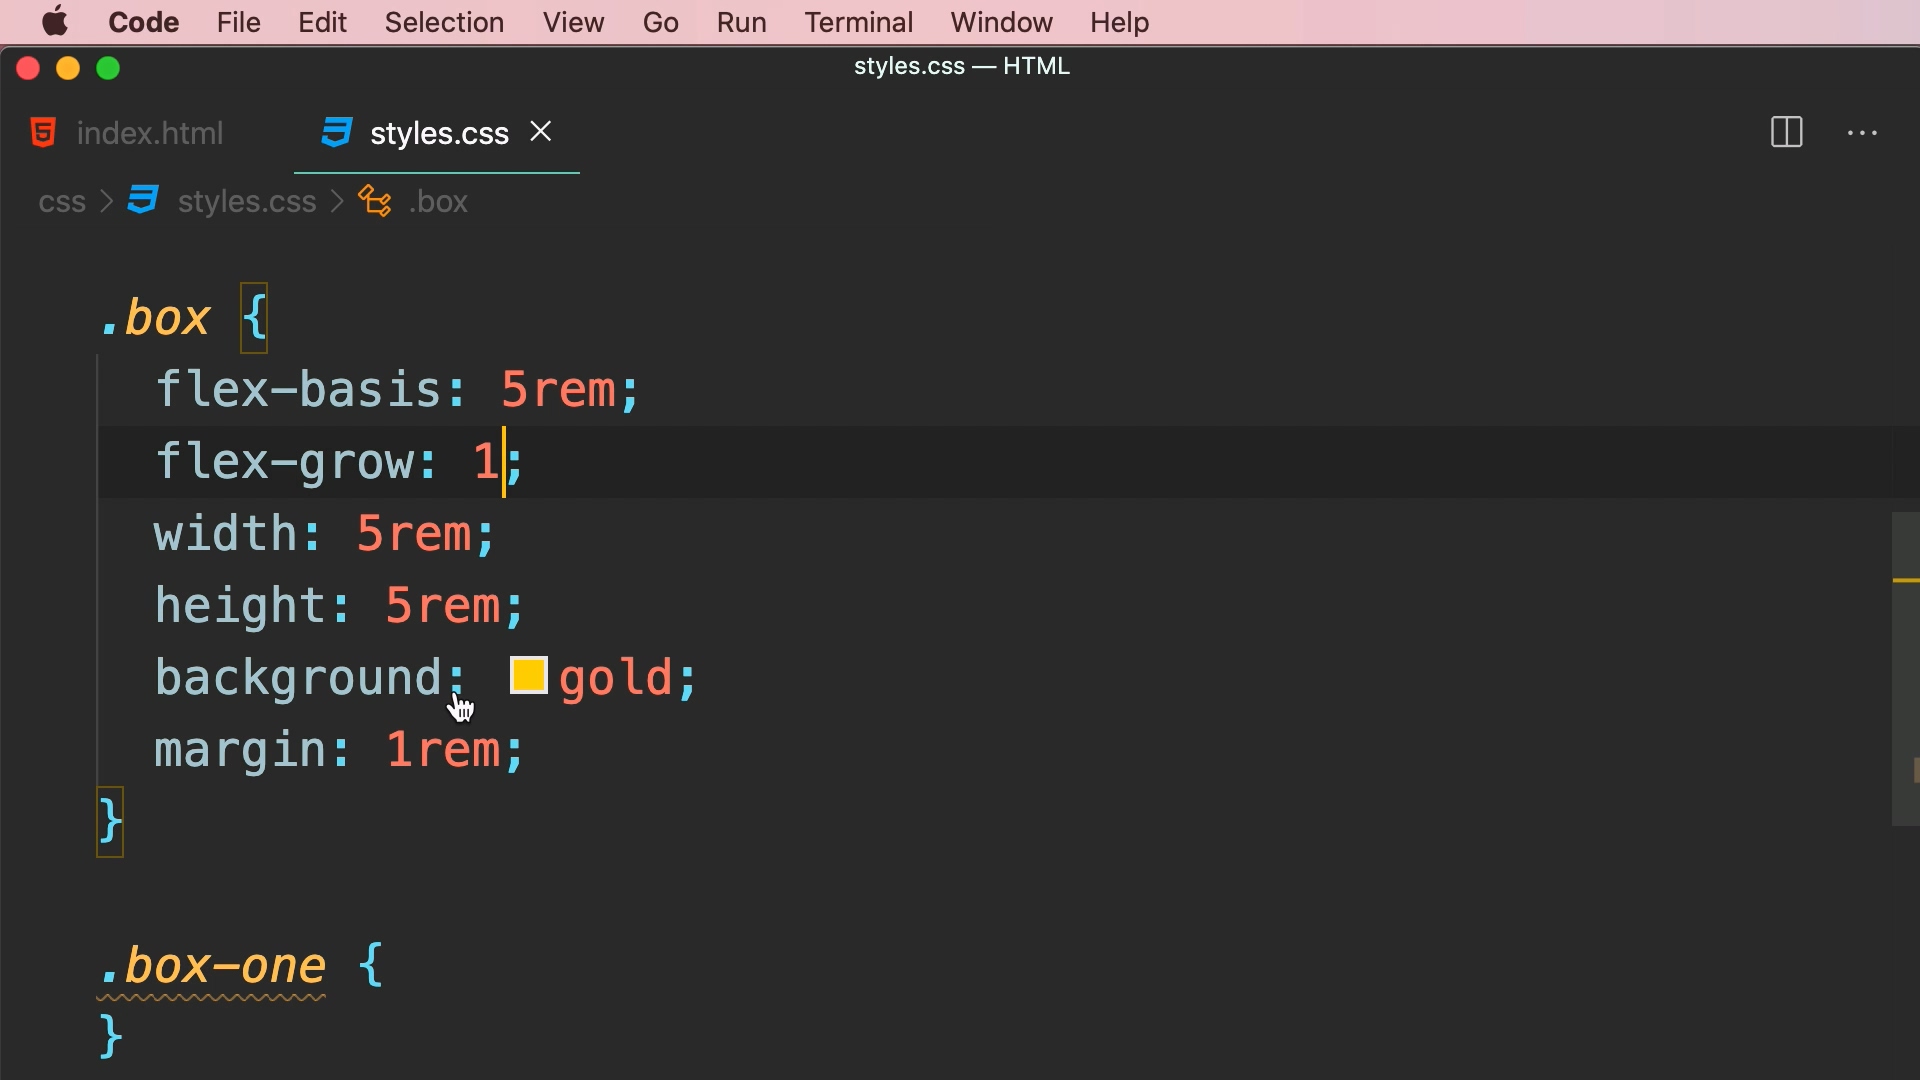 Code File Edit Selection View Go Run Terminal Window Help
styles.css — HTML
index.html styles.css
css > styles.css > .box
.box {
flex-basis: 5rem;
flex-grow: 1;
width: 5rem;
height: 5rem;
background: gold;
margin: 1rem;
}
.box-one {
}